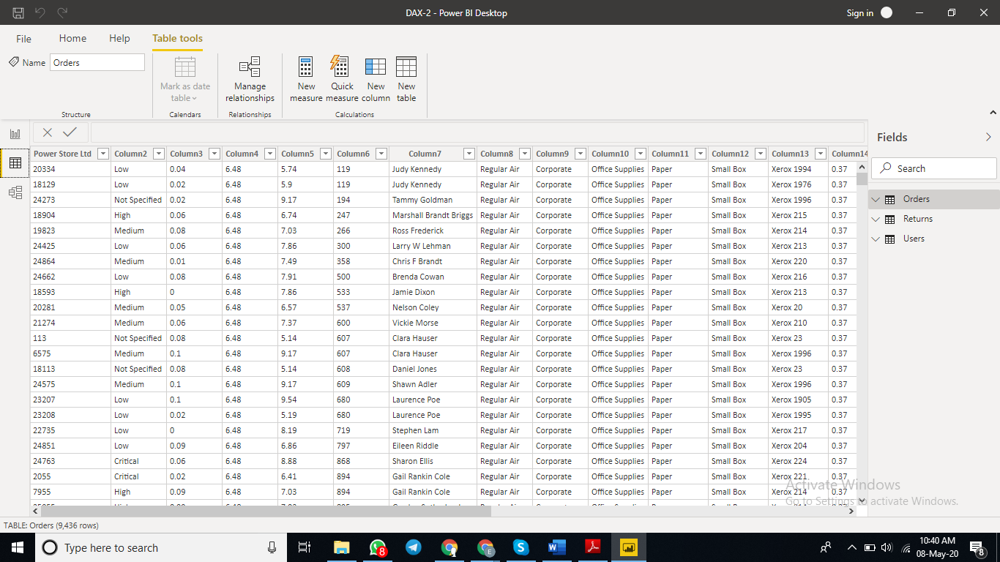 DAX-2 - Power BI Desktop
Sign in
File Home Help Table tools
Name Orders
Mark as date table
Manage relationships
New measure
Quick measure
New column
New table
Structure Calendars Relationships Calculations
Fields
Search
Orders
Returns
Users
Power Store Ltd Column2 Column3 Column4 Column5 Column6 Column7 Column8 Column9 Column10 Column11 Column12 Column13 Column14
20334 Low 0.04 6.48 5.74 119 Judy Kennedy Regular Air Corporate Office Supplies Paper Small Box Xerox 1994 0.37
18129 Low 0.02 6.48 5.9 119 Judy Kennedy Regular Air Corporate Office Supplies Paper Small Box Xerox 1976 0.37
24273 Not Specified 0.02 6.48 9.17 194 Tammy Goldman Regular Air Corporate Office Supplies Paper Small Box Xerox 1996 0.37
18904 High 0.06 6.48 6.74 247 Marshall Brandt Briggs Regular Air Corporate Office Supplies Paper Small Box Xerox 215 0.37
19823 Medium 0.08 6.48 7.03 266 Ross Frederick Regular Air Corporate Office Supplies Paper Small Box Xerox 214 0.37
24425 Low 0.06 6.48 7.86 300 Larry W Lehman Regular Air Corporate Office Supplies Paper Small Box Xerox 213 0.37
24864 Medium 0.01 6.48 7.49 358 Chris F Brandt Regular Air Corporate Office Supplies Paper Small Box Xerox 220 0.37
24662 Low 0.08 6.48 7.91 500 Brenda Cowan Regular Air Corporate Office Supplies Paper Small Box Xerox 216 0.37
18593 High 0 6.48 7.86 533 Jamie Dixon Regular Air Corporate Office Supplies Paper Small Box Xerox 213 0.37
20281 Medium 0.05 6.48 6.57 537 Nelson Coley Regular Air Corporate Office Supplies Paper Small Box Xerox 20 0.37
21274 Medium 0.06 6.48 7.37 600 Vickie Morse Regular Air Corporate Office Supplies Paper Small Box Xerox 210 0.37
113 Not Specified 0.08 6.48 5.14 607 Clara Hauser Regular Air Corporate Office Supplies Paper Small Box Xerox 23 0.37
6575 Medium 0.1 6.48 9.17 607 Clara Hauser Regular Air Corporate Office Supplies Paper Small Box Xerox 1996 0.37
18113 Not Specified 0.08 6.48 5.14 608 Daniel Jones Regular Air Corporate Office Supplies Paper Small Box Xerox 23 0.37
24575 Medium 0.1 6.48 9.17 609 Shawn Adler Regular Air Corporate Office Supplies Paper Small Box Xerox 1996 0.37
23207 Low 0.1 6.48 9.54 680 Laurence Poe Regular Air Corporate Office Supplies Paper Small Box Xerox 1905 0.37
23208 Low 0.02 6.48 5.19 680 Laurence Poe Regular Air Corporate Office Supplies Paper Small Box Xerox 1995 0.37
22735 Low 0 6.48 8.19 719 Stephen Lam Regular Air Corporate Office Supplies Paper Small Box Xerox 217 0.37
24851 Low 0.09 6.48 6.86 797 Eileen Riddle Regular Air Corporate Office Supplies Paper Small Box Xerox 204 0.37
24763 Critical 0.06 6.48 8.88 868 Sharon Ellis Regular Air Corporate Office Supplies Paper Small Box Xerox 224 0.37
2055 Critical 0.02 6.48 6.41 894 Gail Rankin Cole Regular Air Corporate Office Supplies Paper Small Box Xerox 221 0.37
7955 High 0.09 6.48 7.03 894 Gail Rankin Cole Regular Air Corporate Office Supplies Paper Small Box Xerox 214 0.37
Activate Windows
Go to Settings to activate Windows.
TABLE: Orders (9,436 rows)
Type here to search
8
10:40 AM
08-May-20
8